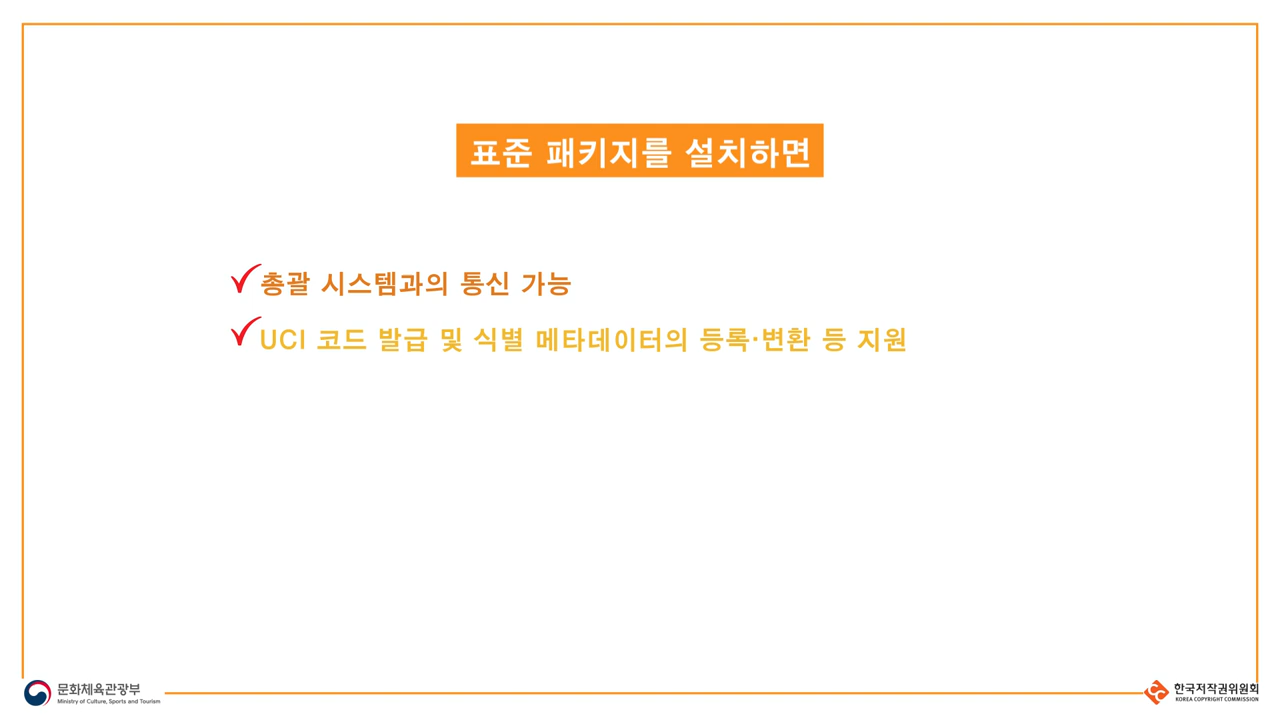 표준 패키지를 설치하면
총괄 시스템과의 통신 가능
UCI 코드 발급 및 식별 메타데이터의 등록·변환 등 지원
문화체육관광부
Ministry of Culture, Sports and Tourism
한국저작권위원회
KOREA COPYRIGHT COMMISSION